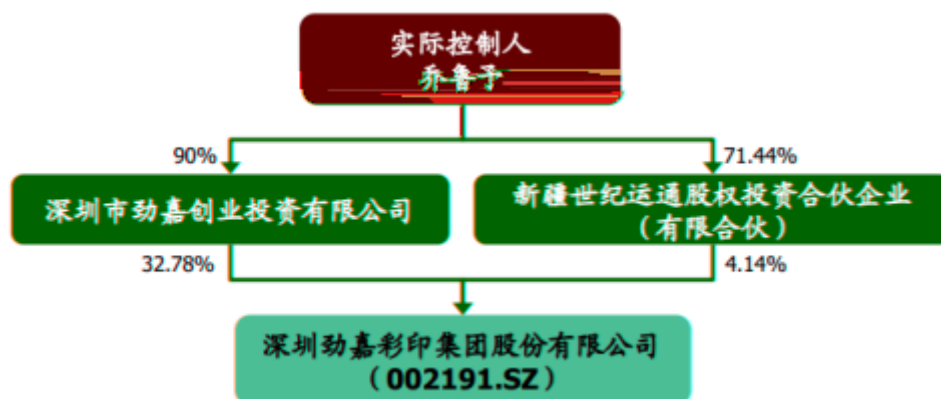 实际控制人
乔鲁予
90%
71.44%
深圳市劲嘉创业投资有限公司
新疆世纪运通股权投资合伙企业
（有限合伙）
32.78%
4.14%
深圳劲嘉彩印集团股份有限公司
（002191.SZ）